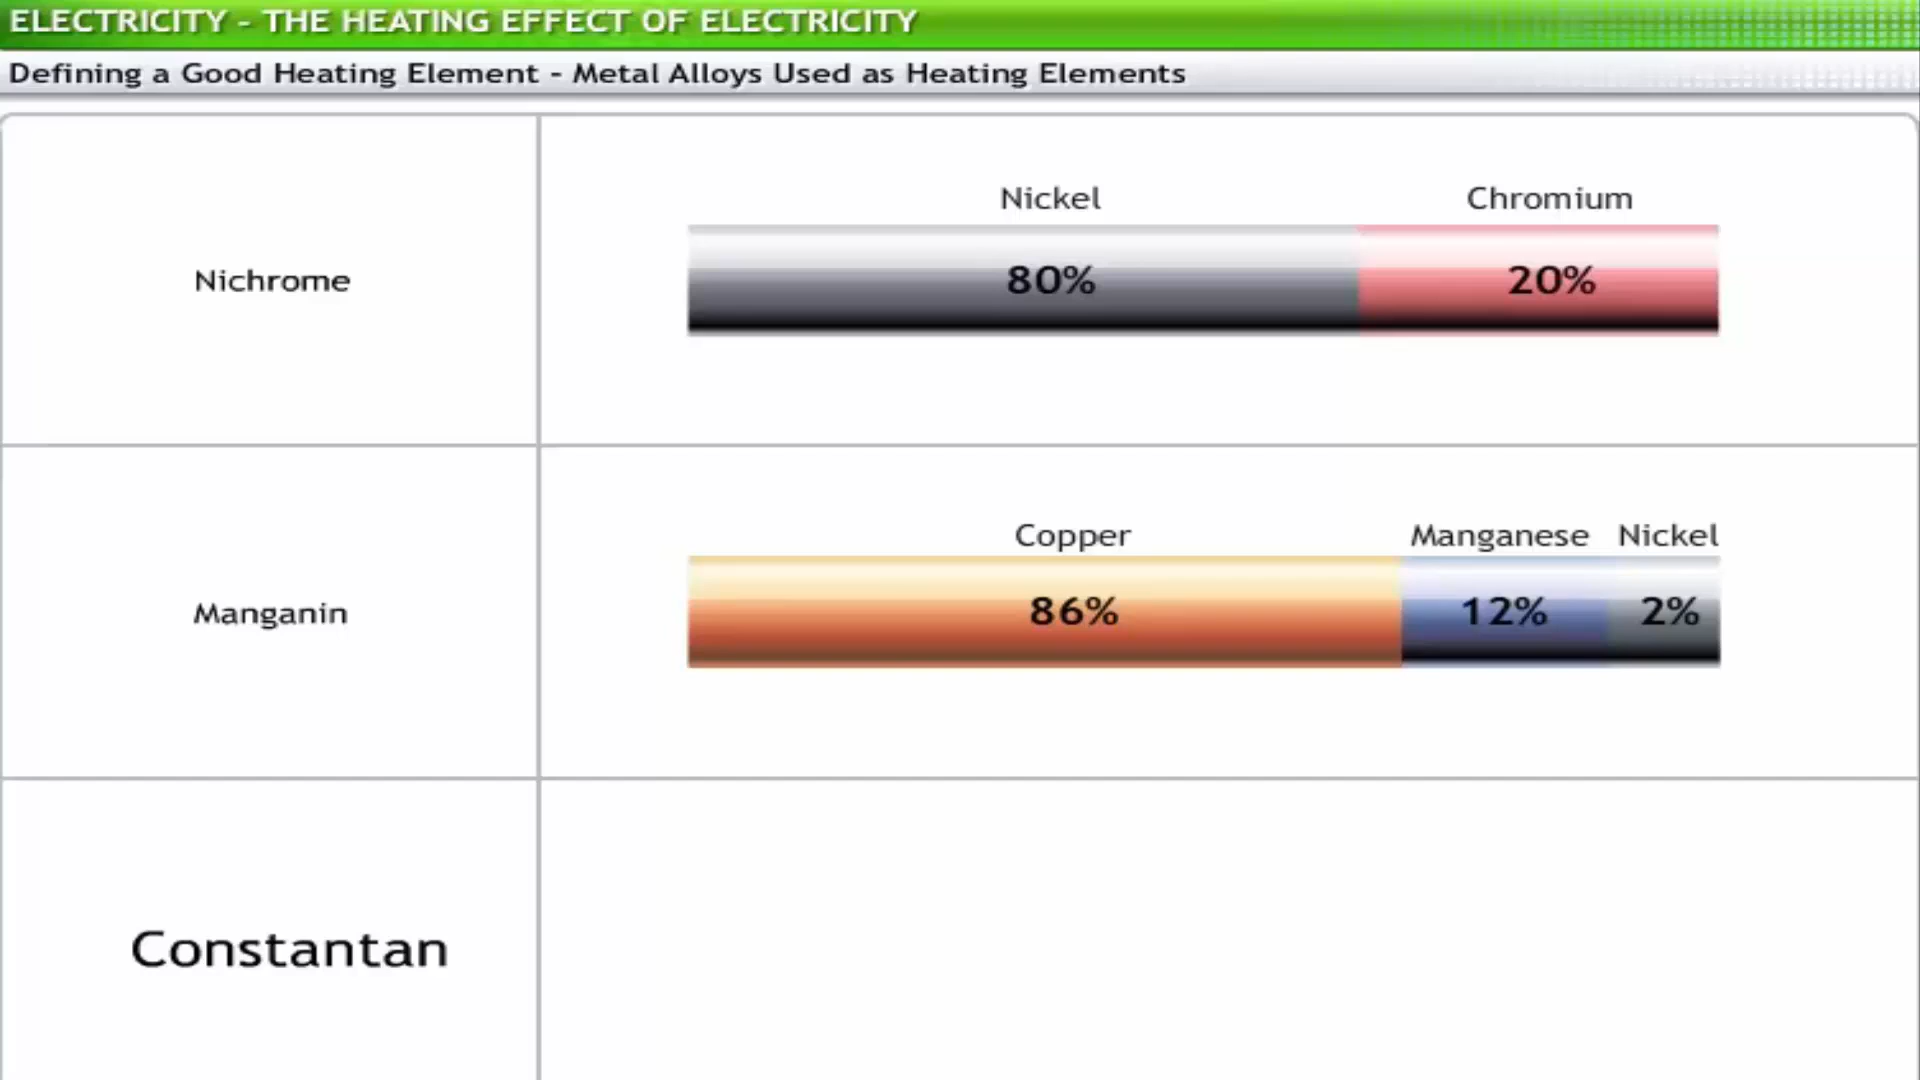 ELECTRICITY - THE HEATING EFFECT OF ELECTRICITY
Defining a Good Heating Element - Metal Alloys Used as Heating Elements
Nickel Chromium
Nichrome 80% 20%
Copper Manganese Nickel
Manganin 86% 12% 2%
Constantan